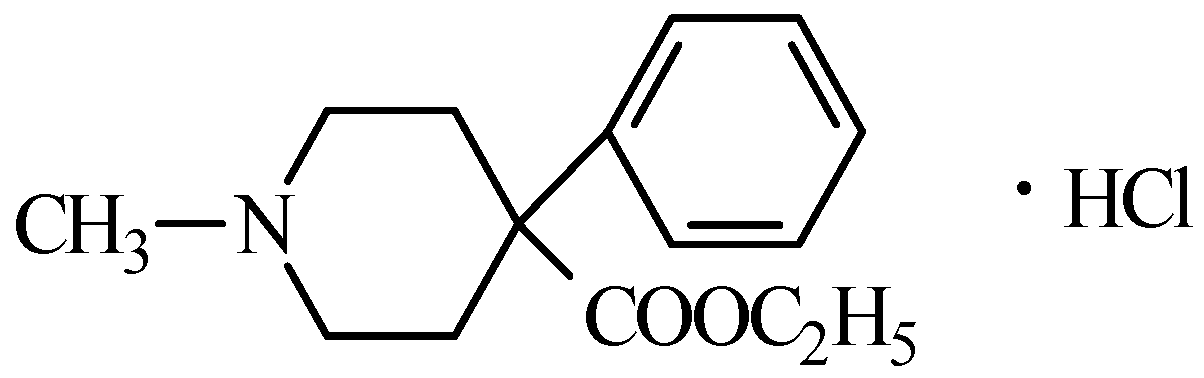 CH₃—N
· HCl
COOC₂H₅